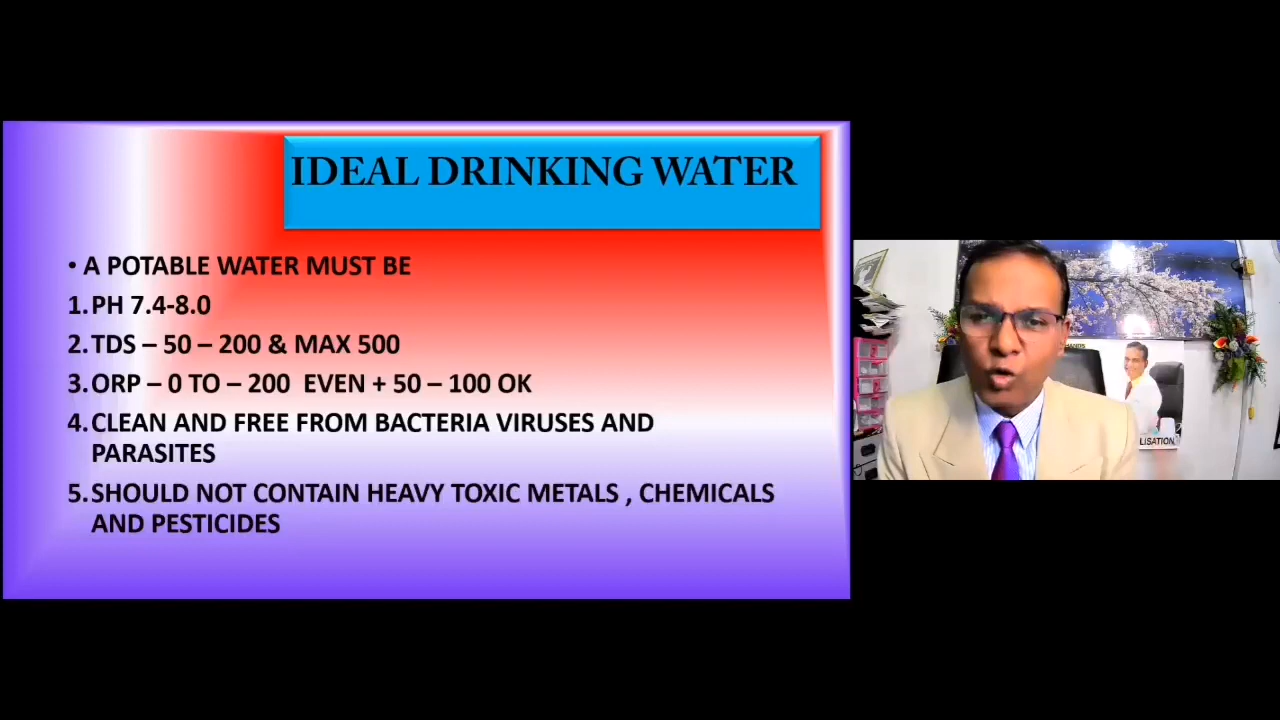 IDEAL DRINKING WATER
• A POTABLE WATER MUST BE
1. PH 7.4-8.0
2. TDS – 50 – 200 & MAX 500
3. ORP – 0 TO – 200 EVEN + 50 – 100 OK
4. CLEAN AND FREE FROM BACTERIA VIRUSES AND
PARASITES
5. SHOULD NOT CONTAIN HEAVY TOXIC METALS , CHEMICALS
AND PESTICIDES
HANDS
LISATION